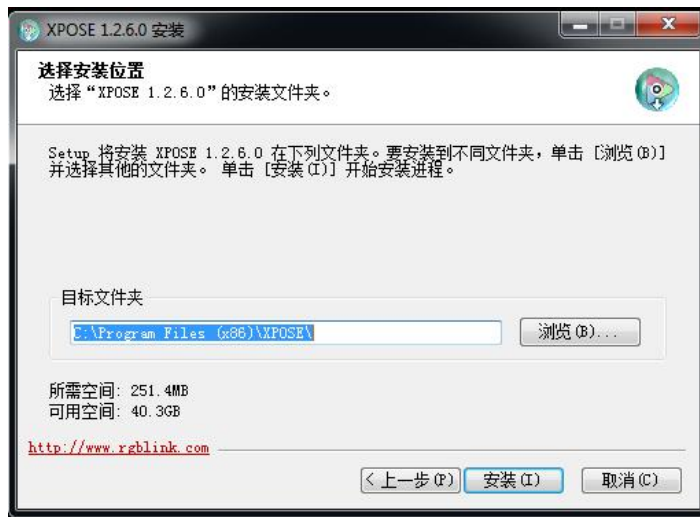 XPOSE 1.2.6.0 安装
选择安装位置
选择“XPOSE 1.2.6.0”的安装文件夹。
Setup 将安装 XPOSE 1.2.6.0 在下列文件夹。要安装到不同文件夹，单击 [浏览(B)]
并选择其他的文件夹。 单击 [安装(I)] 开始安装进程。
目标文件夹
C:\Program Files (x86)\XPOSE\
浏览(B)...
所需空间: 251.4MB
可用空间: 40.3GB
http://www.rgblink.com
< 上一步(P)
安装(I)
取消(C)